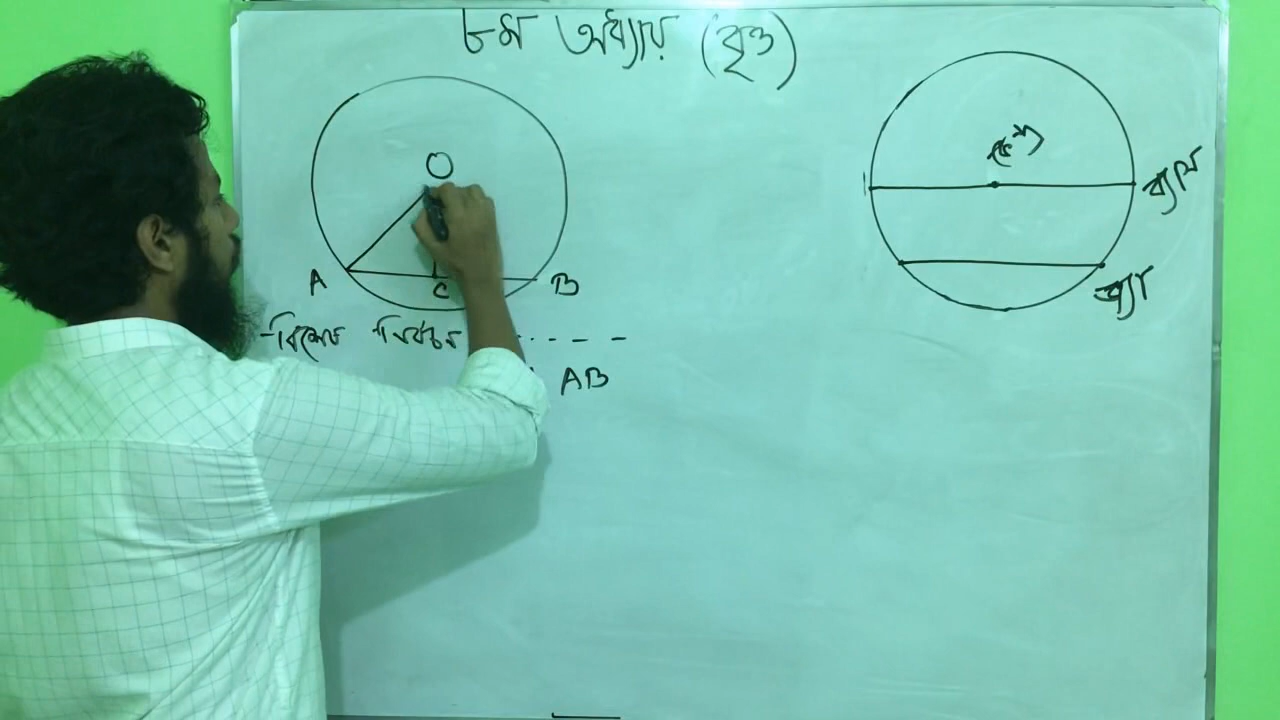 ৮ম অধ্যায় (বৃত্ত)
O
A
C
B
বিশেষ নির্বচন
AB
ব্যাস
জ্যা